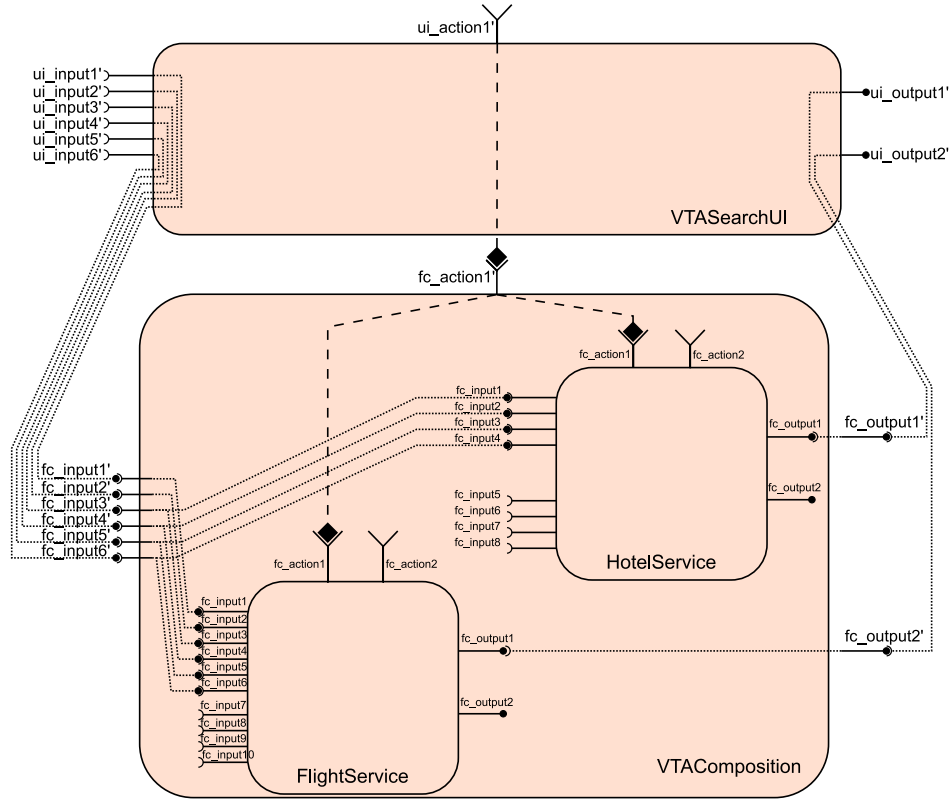 ui_action1'
ui_input1'
ui_input2'
ui_input3'
ui_input4'
ui_input5'
ui_input6'
ui_output1'
ui_output2'
VTASearchUI
fc_action1'
fc_action1
fc_action2
fc_input1
fc_input2
fc_input3
fc_input4
fc_output1
fc_output1'
fc_input1'
fc_input2'
fc_input3'
fc_input4'
fc_input5'
fc_input6'
fc_input5
fc_input6
fc_input7
fc_input8
fc_output2
HotelService
fc_action1
fc_action2
fc_input1
fc_input2
fc_input3
fc_input4
fc_input5
fc_input6
fc_input7
fc_input8
fc_input9
fc_input10
fc_output1
fc_output2'
fc_output2
FlightService
VTAComposition